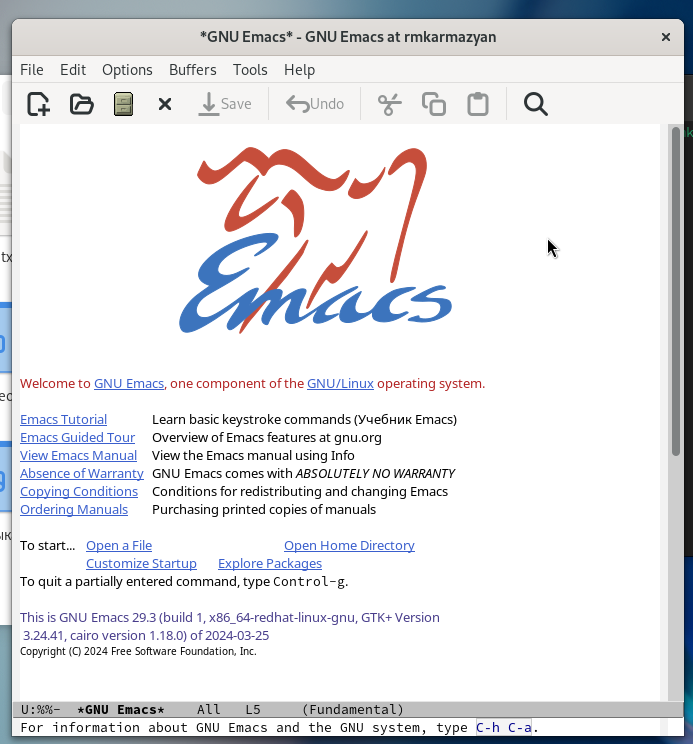 *GNU Emacs* - GNU Emacs at rmkarmazyan
File Edit Options Buffers Tools Help
Save Undo
Emacs
Welcome to GNU Emacs, one component of the GNU/Linux operating system.
Emacs Tutorial Learn basic keystroke commands (Учебник Emacs)
Emacs Guided Tour Overview of Emacs features at gnu.org
View Emacs Manual View the Emacs manual using Info
Absence of Warranty GNU Emacs comes with ABSOLUTELY NO WARRANTY
Copying Conditions Conditions for redistributing and changing Emacs
Ordering Manuals Purchasing printed copies of manuals
To start... Open a File Open Home Directory
Customize Startup Explore Packages
To quit a partially entered command, type Control-g.
This is GNU Emacs 29.3 (build 1, x86_64-redhat-linux-gnu, GTK+ Version
3.24.41, cairo version 1.18.0) of 2024-03-25
Copyright (C) 2024 Free Software Foundation, Inc.
U:%%- *GNU Emacs* All L5 (Fundamental)
For information about GNU Emacs and the GNU system, type C-h C-a.